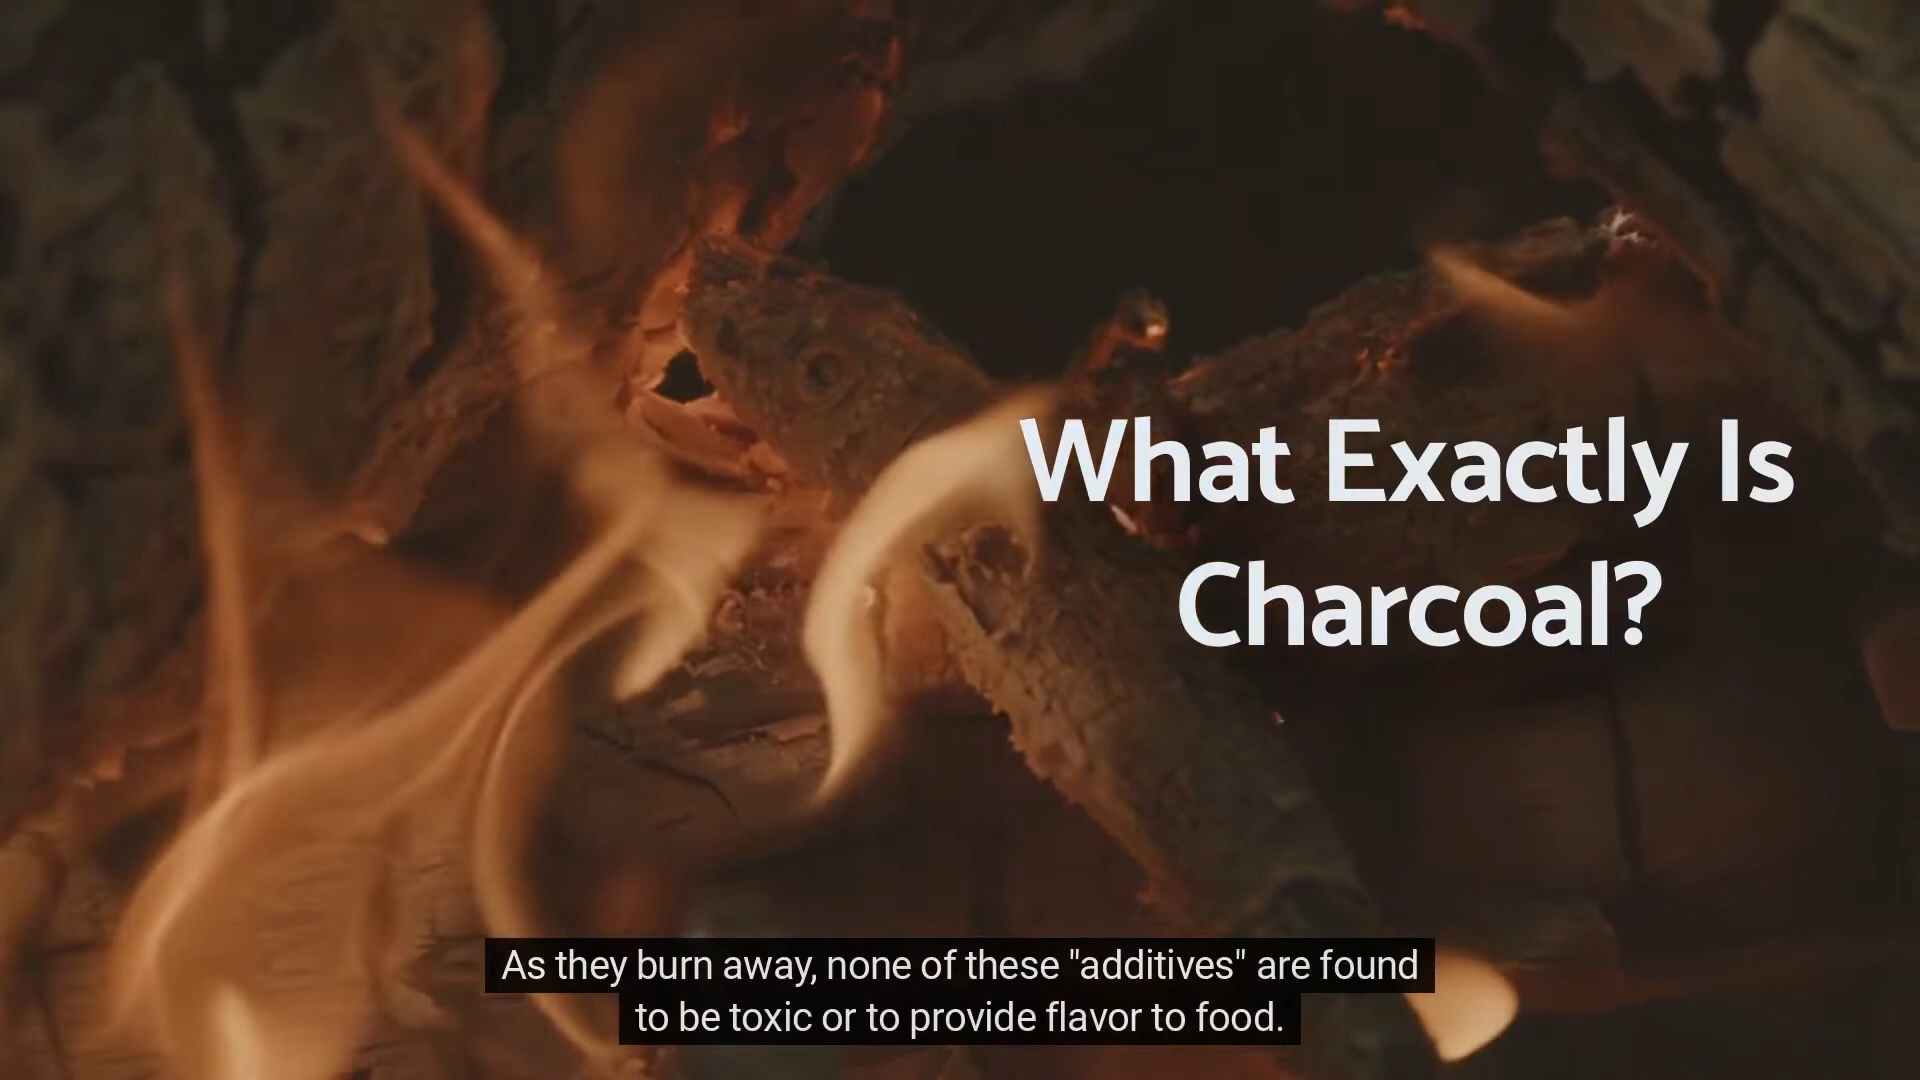 What Exactly Is
Charcoal?
As they burn away, none of these "additives" are found
to be toxic or to provide flavor to food.